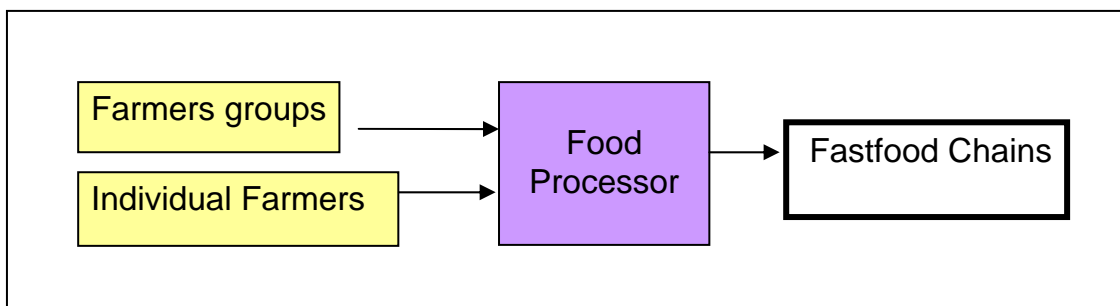 Farmers groups
Individual Farmers
Food
Processor
Fastfood Chains